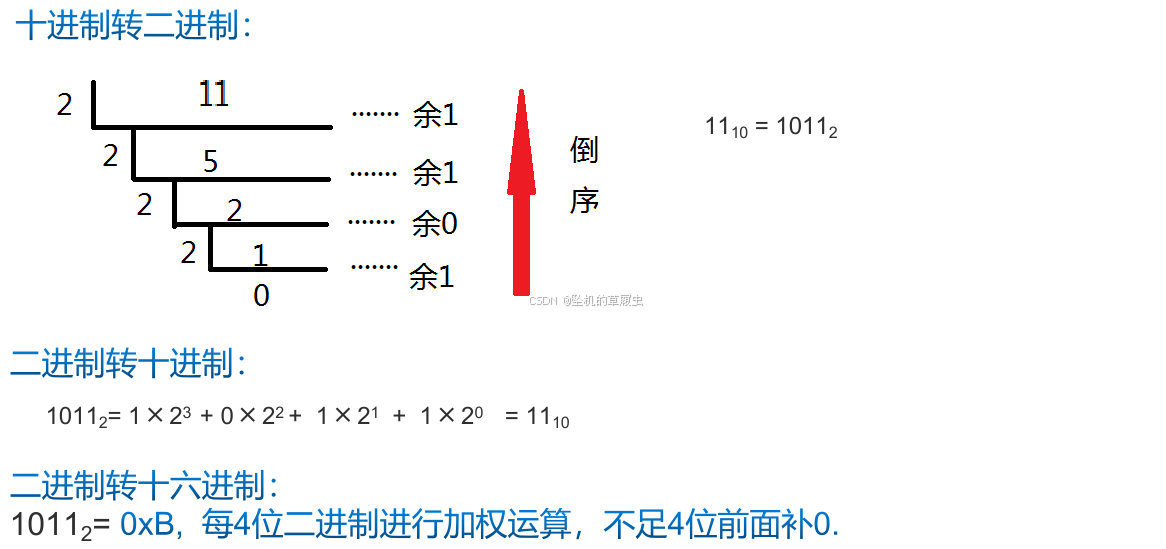 十进制转二进制：
2 11 ······· 余1
2 5 ······· 余1
2 2 ······· 余0
2 1 ······· 余1
0
倒
序
11₁₀ = 1011₂
CSDN @坠机的草履虫
二进制转十进制：
1011₂= 1×2³ + 0×2²+ 1×2¹ + 1×2⁰ = 11₁₀
二进制转十六进制：
1011₂= 0xB, 每4位二进制进行加权运算，不足4位前面补0.